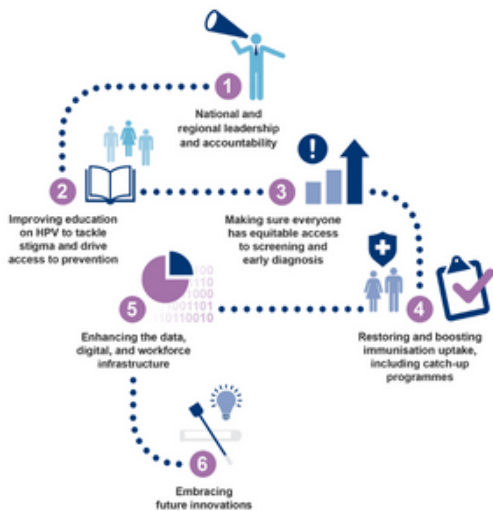 1
National and
regional leadership
and accountability
2
Improving education
on HPV to tackle
stigma and drive
access to prevention
3
Making sure everyone
has equitable access
to screening and
early diagnosis
4
Restoring and boosting
immunisation uptake,
including catch-up
programmes
5
Enhancing the data,
digital, and workforce
infrastructure
6
Embracing
future innovations